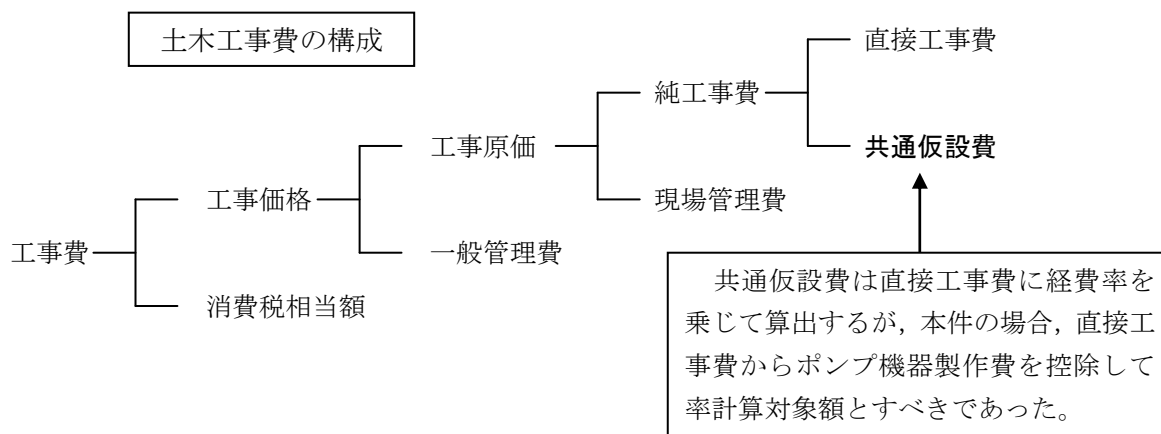 土木工事費の構成
直接工事費
純工事費
工事原価
共通仮設費
工事価格
現場管理費
工事費
一般管理費
消費税相当額
共通仮設費は直接工事費に経費率を
乗じて算出するが，本件の場合，直接工
事費からポンプ機器製作費を控除して
率計算対象額とすべきであった。